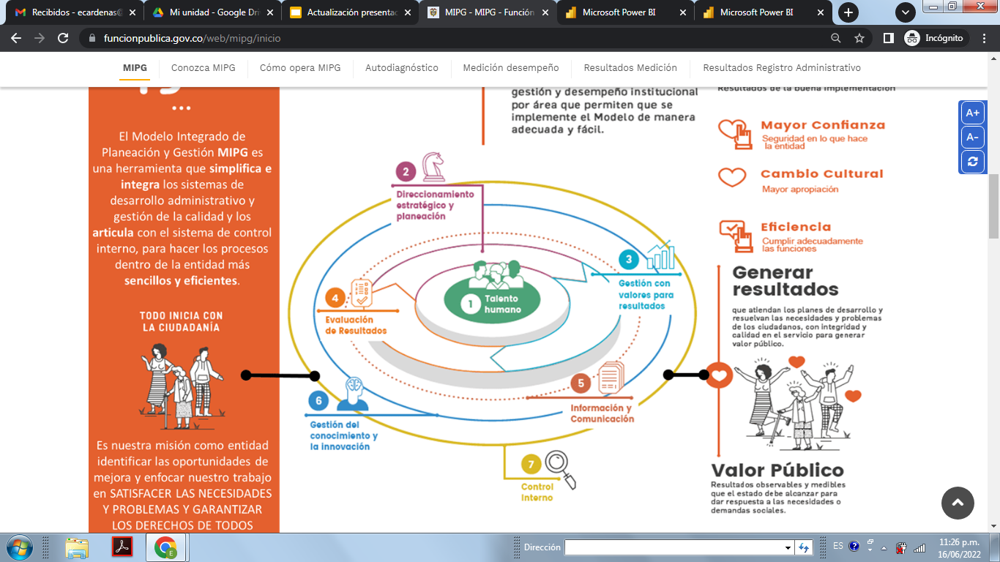 Recibidos - ecardenas@
Mi unidad - Google Dri
Actualización presentac
MIPG - MIPG - Función
Microsoft Power BI
Microsoft Power BI
funcionpublica.gov.co/web/mipg/inicio
Incógnito
MIPG
Conozca MIPG
Cómo opera MIPG
Autodiagnóstico
Medición desempeño
Resultados Medición
Resultados Registro Administrativo
...
El Modelo Integrado de
Planeación y Gestión MIPG es
una herramienta que simplifica e
integra los sistemas de
desarrollo administrativo y
gestión de la calidad y los
articula con el sistema de control
interno, para hacer los procesos
dentro de la entidad más
sencillos y eficientes.
TODO INICIA CON
LA CIUDADANÍA
Es nuestra misión como entidad
identificar las oportunidades de
mejora y enfocar nuestro trabajo
en SATISFACER LAS NECESIDADES
Y PROBLEMAS Y GARANTIZAR
LOS DERECHOS DE TODOS
gestión y desempeño institucional
por área que permiten que se
implemente el Modelo de manera
adecuada y fácil.
2
Direccionamiento
estratégico y
planeación
3
Gestión con
valores para
resultados
1
Talento
humano
4
Evaluación
de Resultados
5
Información y
Comunicación
6
Gestión del
conocimiento y
la innovación
7
Control
Interno
Resultados de la buena implementación
Mayor Confianza
Seguridad en lo que hace
la entidad
Cambio Cultural
Mayor apropiación
Eficiencia
Cumplir adecuadamente
las funciones
Generar
resultados
que atiendan los planes de desarrollo y
resuelvan las necesidades y problemas
de los ciudadanos, con integridad y
calidad en el servicio para generar
valor público.
Valor Público
Resultados observables y medibles
que el estado debe alcanzar para
dar respuesta a las necesidades o
demandas sociales.
A+
A-
Dirección
ES
11:26 p.m.
16/06/2022